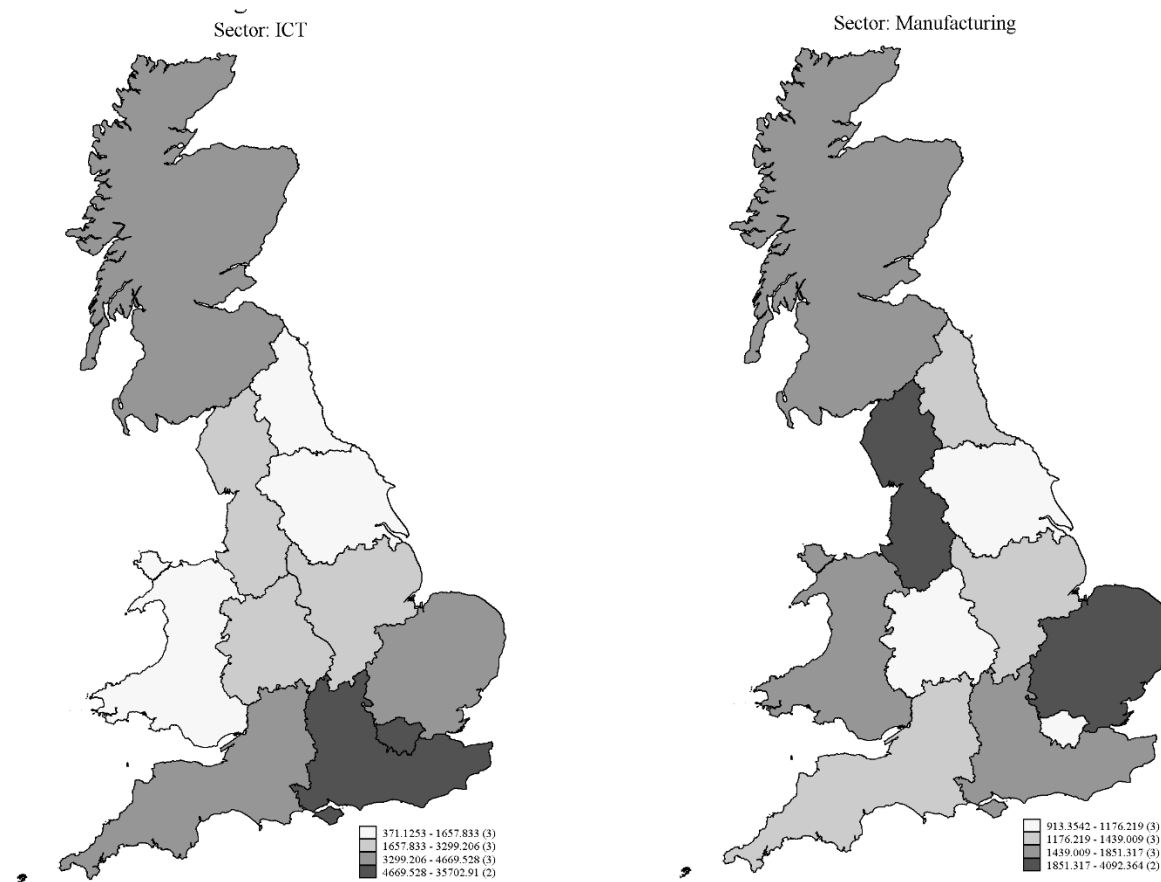 Sector: ICT
371.1253 - 1657.833 (3)
1657.833 - 3299.206 (3)
3299.206 - 4669.528 (3)
4669.528 - 35702.91 (2)
Sector: Manufacturing
913.3542 - 1176.219 (3)
1176.219 - 1439.009 (3)
1439.009 - 1851.317 (3)
1851.317 - 4092.364 (2)